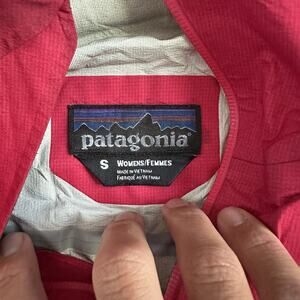 patagonia
S WOMENS/FEMMES
MADE IN VIETNAM
FABRIQUÉ AU VIETNAM